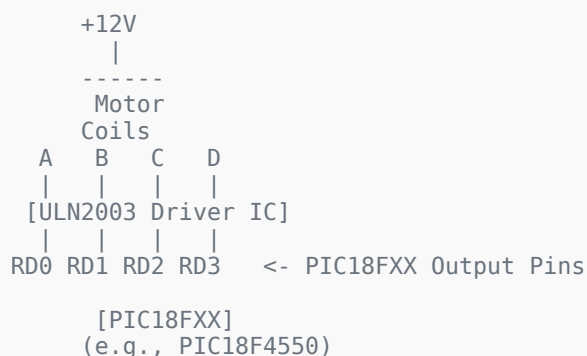 +12V
|
------
Motor
Coils
A B C D
| | | |
[ULN2003 Driver IC]
| | | |
RD0 RD1 RD2 RD3 <- PIC18FXX Output Pins
[PIC18FXX]
(e.g., PIC18F4550)